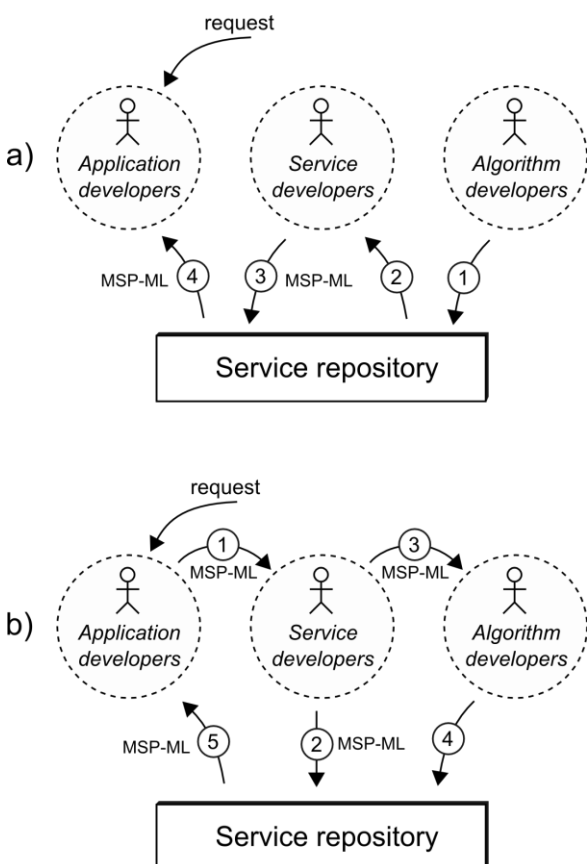 request
a)
Application
developers
Service
developers
Algorithm
developers
MSP-ML
4
3
MSP-ML
2
1
Service repository
request
1
MSP-ML
3
MSP-ML
b)
Application
developers
Service
developers
Algorithm
developers
MSP-ML
5
2
MSP-ML
4
Service repository